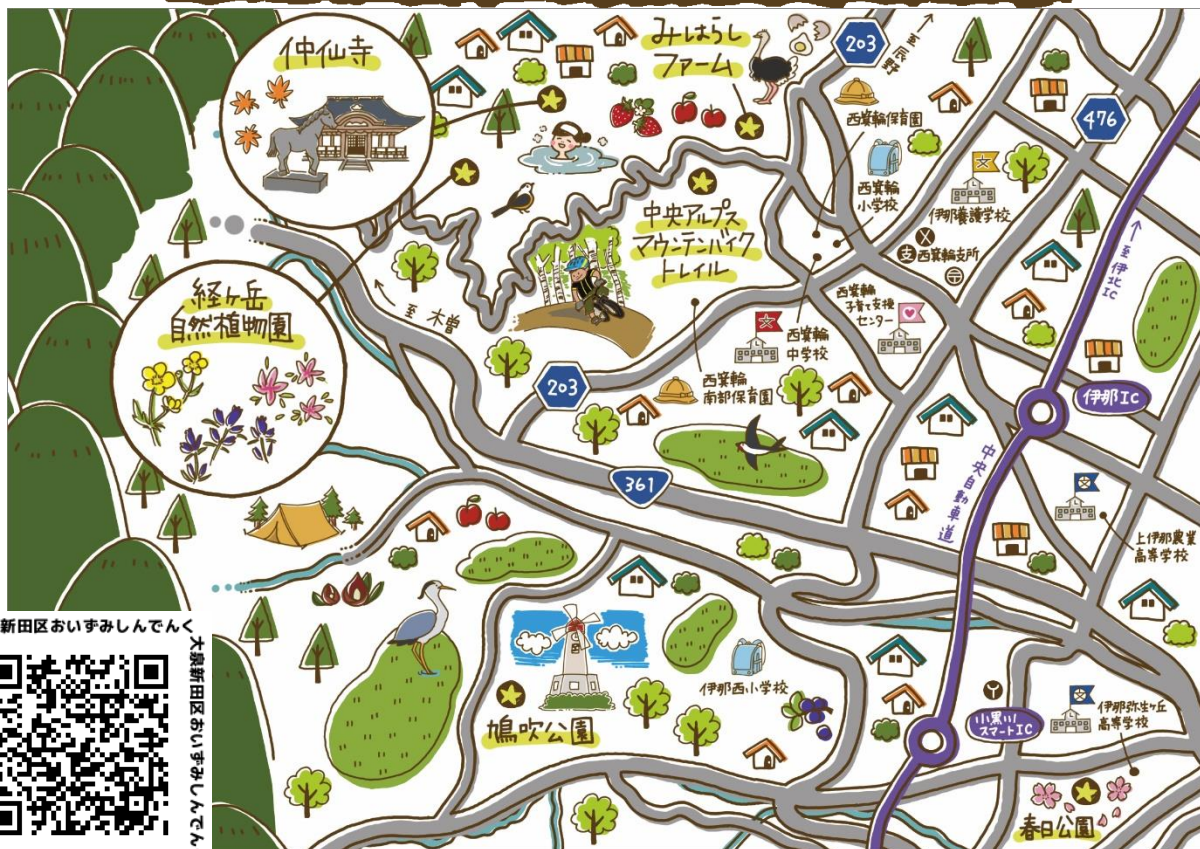 仲仙寺
みはらし
ファーム
203
至 辰野
476
西箕輪保育園
西箕輪
小学校
伊那養護学校
支 西箕輪支所
中央アルプス
マウンテンバイク
トレイル
至 伊北IC
経ヶ岳
自然植物園
至 木曽
西箕輪
子育て支援
センター
西箕輪
中学校
西箕輪
南部保育園
203
伊那IC
361
中央自動車道
上伊那農業
高等学校
新田区おいずみしんでんく
大泉新田区おいずみしんでん
伊那西小学校
鳩吹公園
小黒川
スマートIC
伊那弥生ヶ丘
高等学校
春日公園